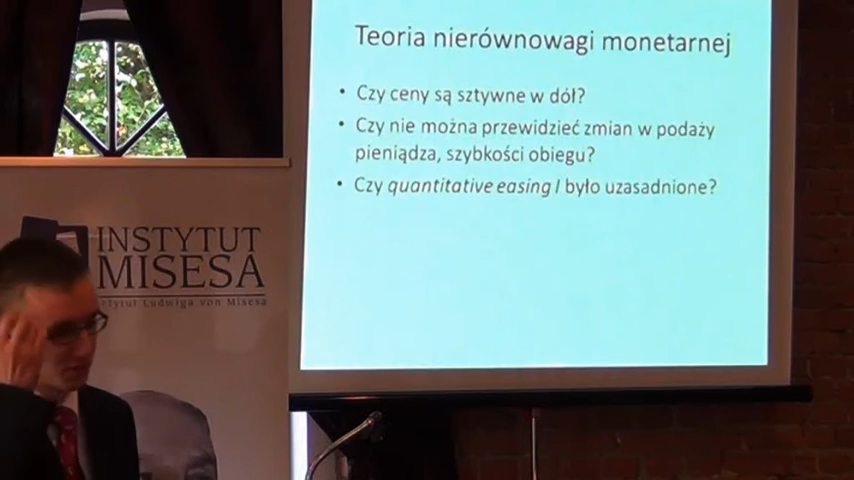 Teoria nierównowagi monetarnej
• Czy ceny są sztywne w dół?
• Czy nie można przewidzieć zmian w podaży
pieniądza, szybkości obiegu?
• Czy quantitative easing I było uzasadnione?
INSTYTUT
MISESA
Instytut Ludwiga von Misesa